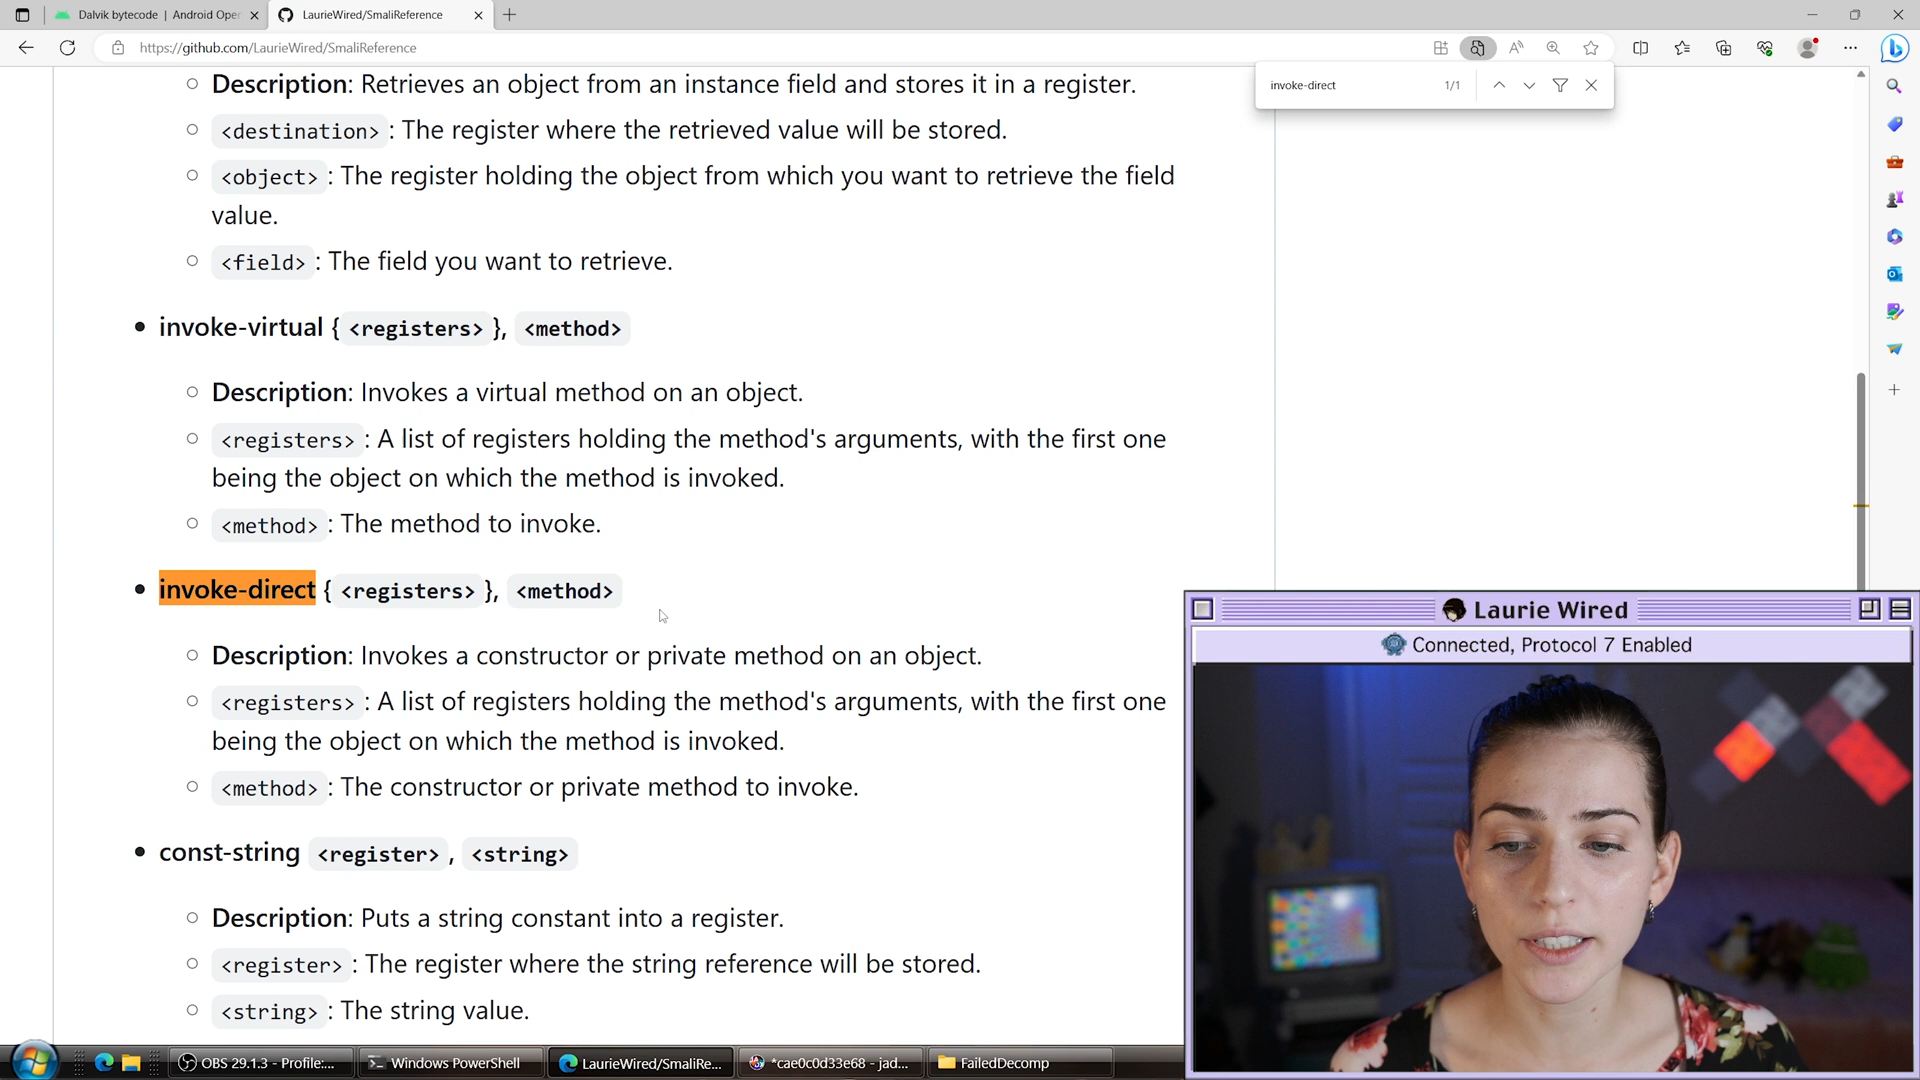 Dalvik bytecode | Android Oper
LaurieWired/SmaliReference
https://github.com/LaurieWired/SmaliReference
invoke-direct 1/1
Description: Retrieves an object from an instance field and stores it in a register.
<destination> : The register where the retrieved value will be stored.
<object> : The register holding the object from which you want to retrieve the field
value.
<field> : The field you want to retrieve.
invoke-virtual { <registers> }, <method>
Description: Invokes a virtual method on an object.
<registers> : A list of registers holding the method's arguments, with the first one
being the object on which the method is invoked.
<method> : The method to invoke.
invoke-direct { <registers> }, <method>
Description: Invokes a constructor or private method on an object.
<registers> : A list of registers holding the method's arguments, with the first one
being the object on which the method is invoked.
<method> : The constructor or private method to invoke.
const-string <register> , <string>
Description: Puts a string constant into a register.
<register> : The register where the string reference will be stored.
<string> : The string value.
Laurie Wired
Connected, Protocol 7 Enabled
OBS 29.1.3 - Profile:...
Windows PowerShell
LaurieWired/SmaliRe...
*cae0c0d33e68 - jad...
FailedDecomp